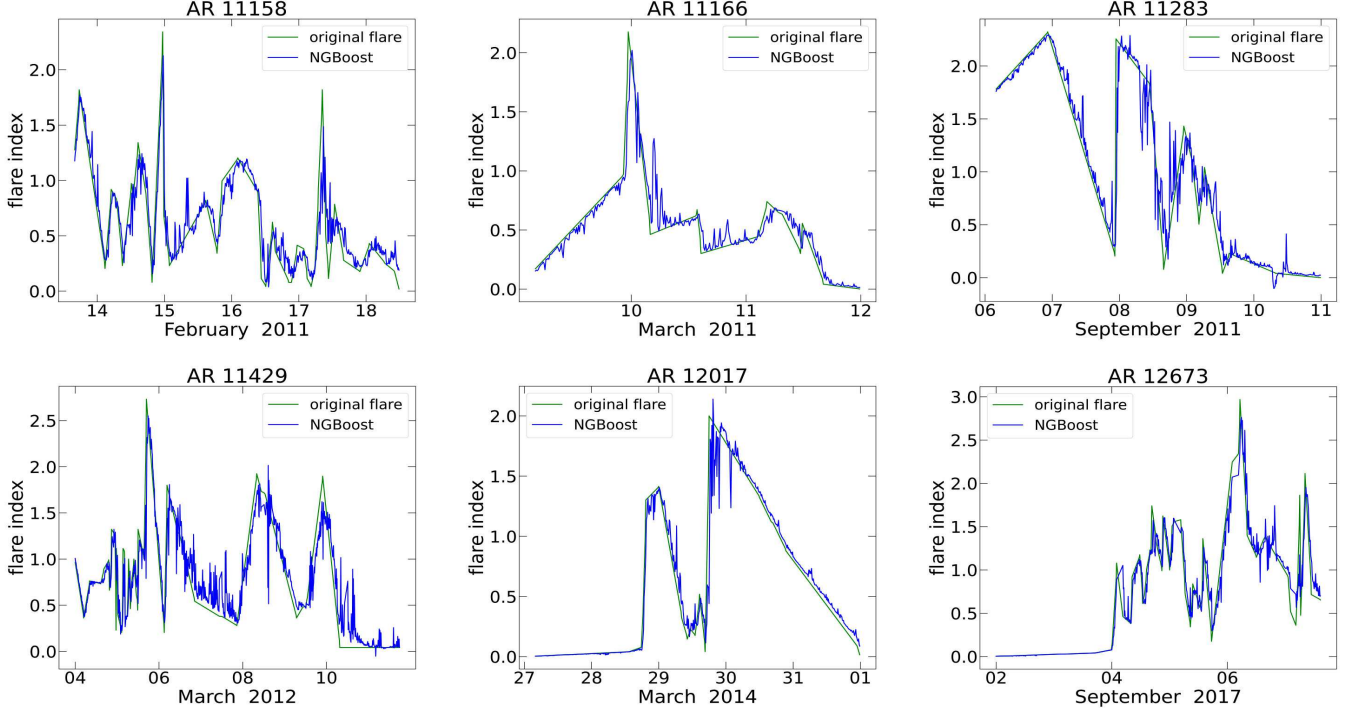 AR 11158
original flare
NGBoost
flare index
2.0
1.5
1.0
0.5
0.0
14 15 16 17 18
February 2011
AR 11166
original flare
NGBoost
flare index
2.0
1.5
1.0
0.5
0.0
10 11 12
March 2011
AR 11283
original flare
NGBoost
flare index
2.0
1.5
1.0
0.5
0.0
06 07 08 09 10 11
September 2011
AR 11429
original flare
NGBoost
flare index
2.5
2.0
1.5
1.0
0.5
0.0
04 05 06 08 10
March 2012
AR 12017
original flare
NGBoost
flare index
2.0
1.5
1.0
0.5
0.0
27 28 29 30 31 01
March 2014
AR 12673
original flare
NGBoost
flare index
3.0
2.5
2.0
1.5
1.0
0.5
0.0
02 04 06
September 2017